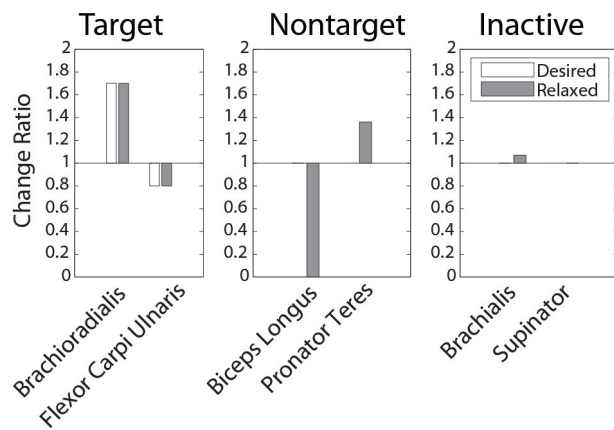 Target
Nontarget
Inactive
Change Ratio
2
1.8
1.6
1.4
1.2
1
0.8
0.6
0.4
0.2
0
Brachioradialis
Flexor Carpi Ulnaris
2
1.8
1.6
1.4
1.2
1
0.8
0.6
0.4
0.2
0
Biceps Longus
Pronator Teres
2
1.8
1.6
1.4
1.2
1
0.8
0.6
0.4
0.2
0
Desired
Relaxed
Brachialis
Supinator